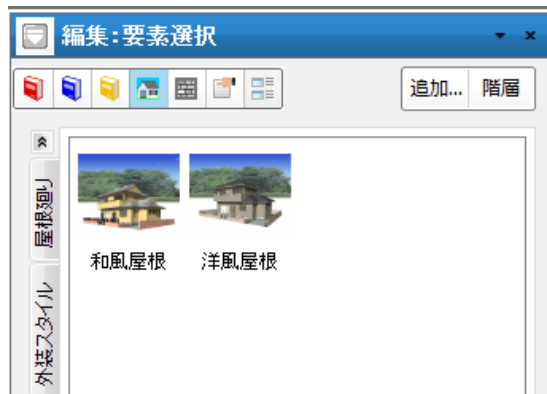 編集:要素選択
追加... 階層
屋根廻り
外装スタイル
和風屋根 洋風屋根